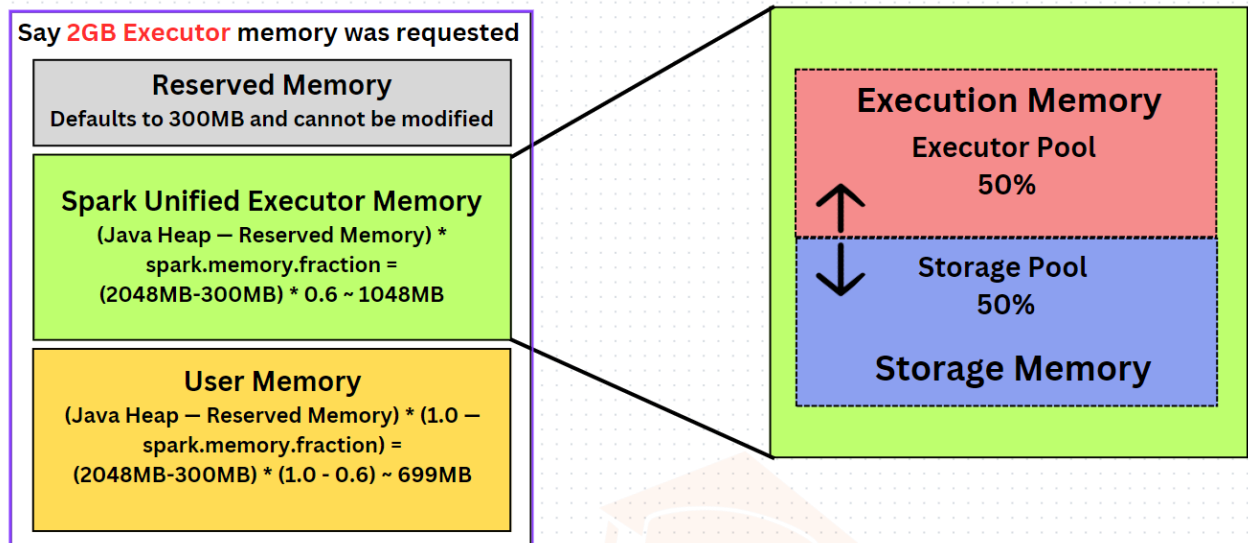 Say 2GB Executor memory was requested
Reserved Memory
Defaults to 300MB and cannot be modified
Spark Unified Executor Memory
(Java Heap — Reserved Memory) *
spark.memory.fraction =
(2048MB-300MB) * 0.6 ~ 1048MB
User Memory
(Java Heap — Reserved Memory) * (1.0 —
spark.memory.fraction) =
(2048MB-300MB) * (1.0 - 0.6) ~ 699MB
Execution Memory
Executor Pool
50%
Storage Pool
50%
Storage Memory